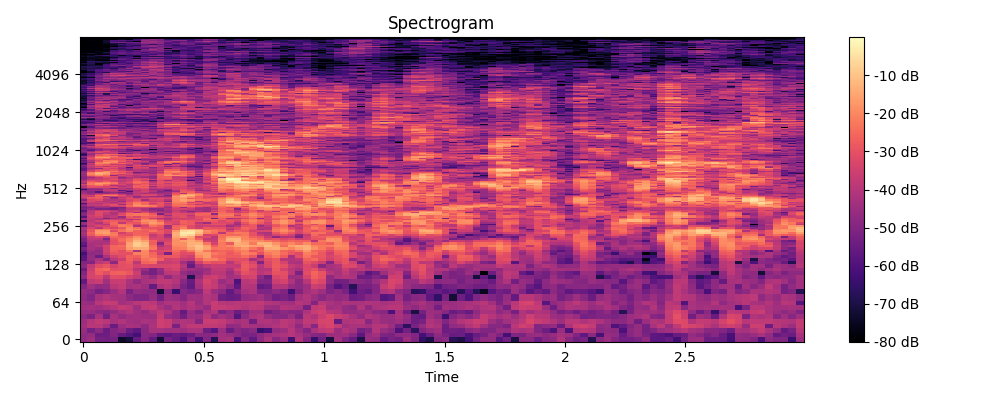 Spectrogram
Hz
4096
2048
1024
512
256
128
64
0
0
0.5
1
1.5
2
2.5
Time
-10 dB
-20 dB
-30 dB
-40 dB
-50 dB
-60 dB
-70 dB
-80 dB